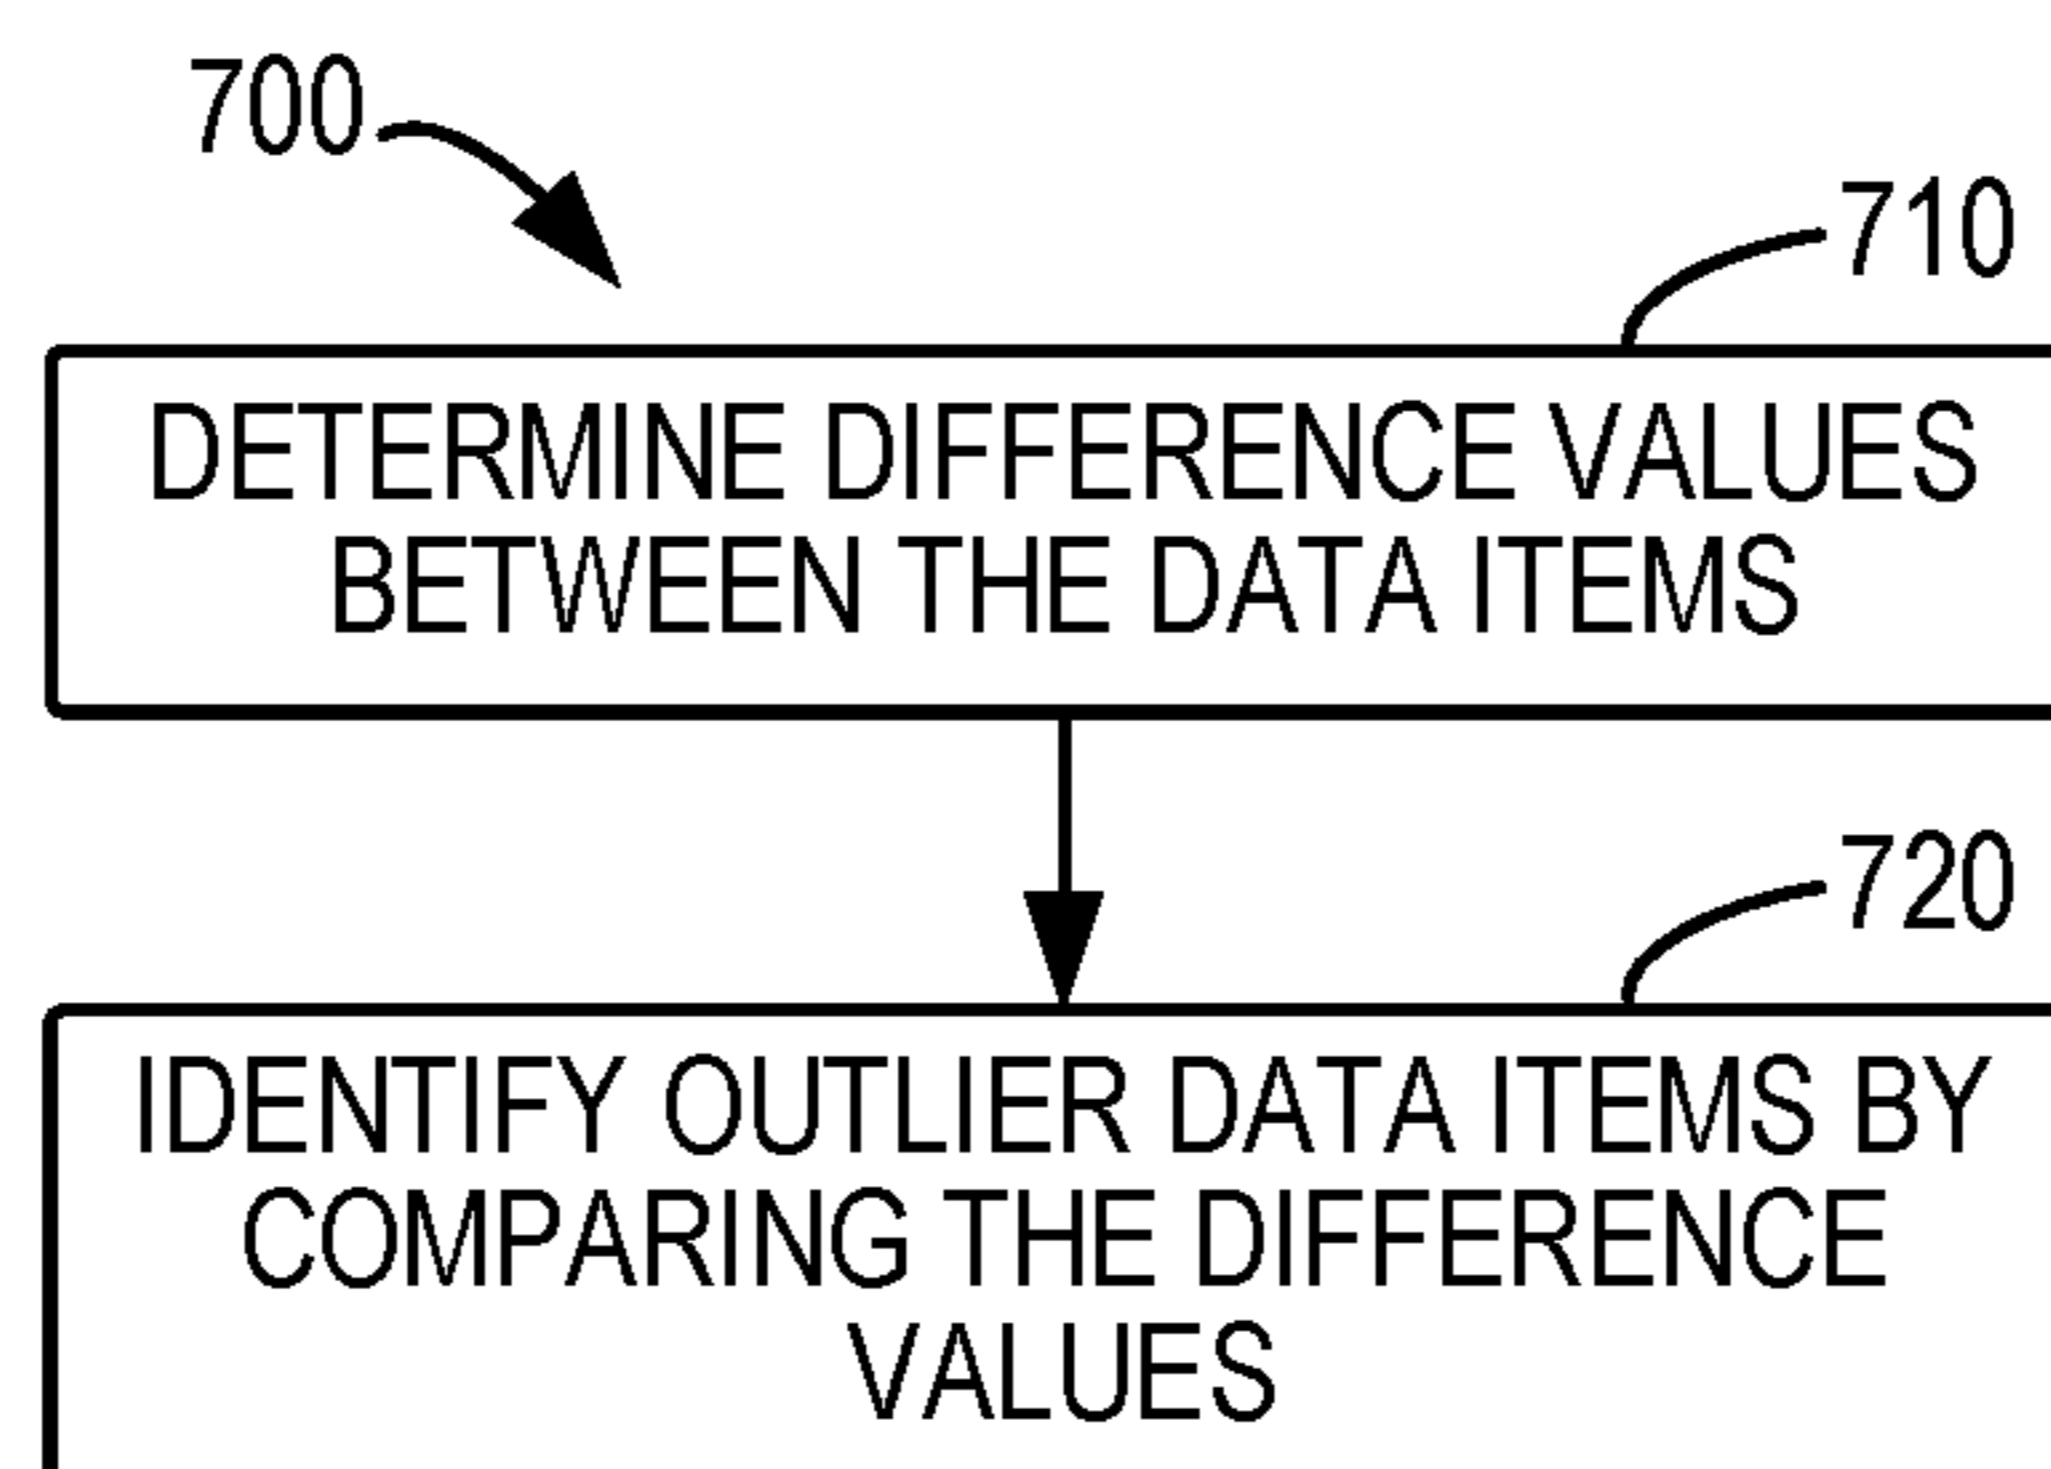 700
710
DETERMINE DIFFERENCE VALUES
BETWEEN THE DATA ITEMS
720
IDENTIFY OUTLIER DATA ITEMS BY
COMPARING THE DIFFERENCE
VALUES